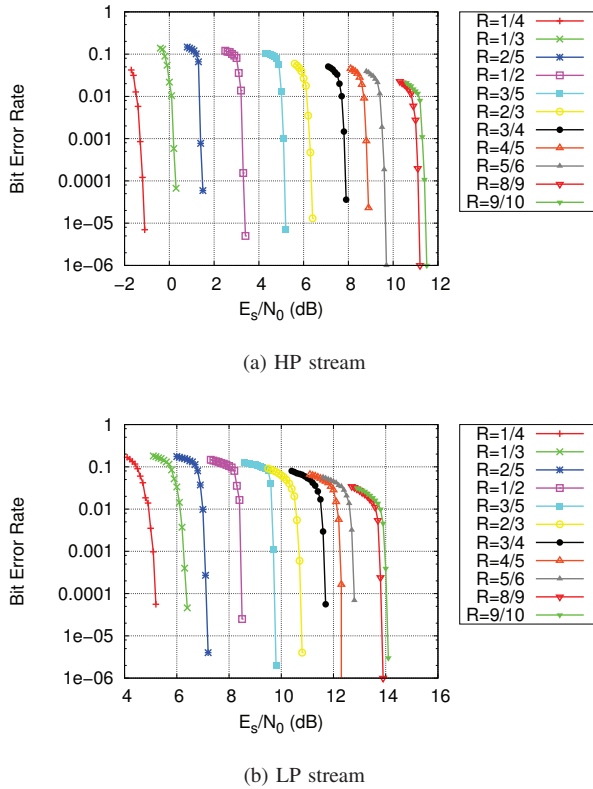 1
0.1
0.01
0.001
0.0001
1e-05
1e-06
Bit Error Rate
-2 0 2 4 6 8 10 12
E_s/N_0 (dB)
R=1/4
R=1/3
R=2/5
R=1/2
R=3/5
R=2/3
R=3/4
R=4/5
R=5/6
R=8/9
R=9/10
(a) HP stream
1
0.1
0.01
0.001
0.0001
1e-05
1e-06
Bit Error Rate
4 6 8 10 12 14 16
E_s/N_0 (dB)
R=1/4
R=1/3
R=2/5
R=1/2
R=3/5
R=2/3
R=3/4
R=4/5
R=5/6
R=8/9
R=9/10
(b) LP stream